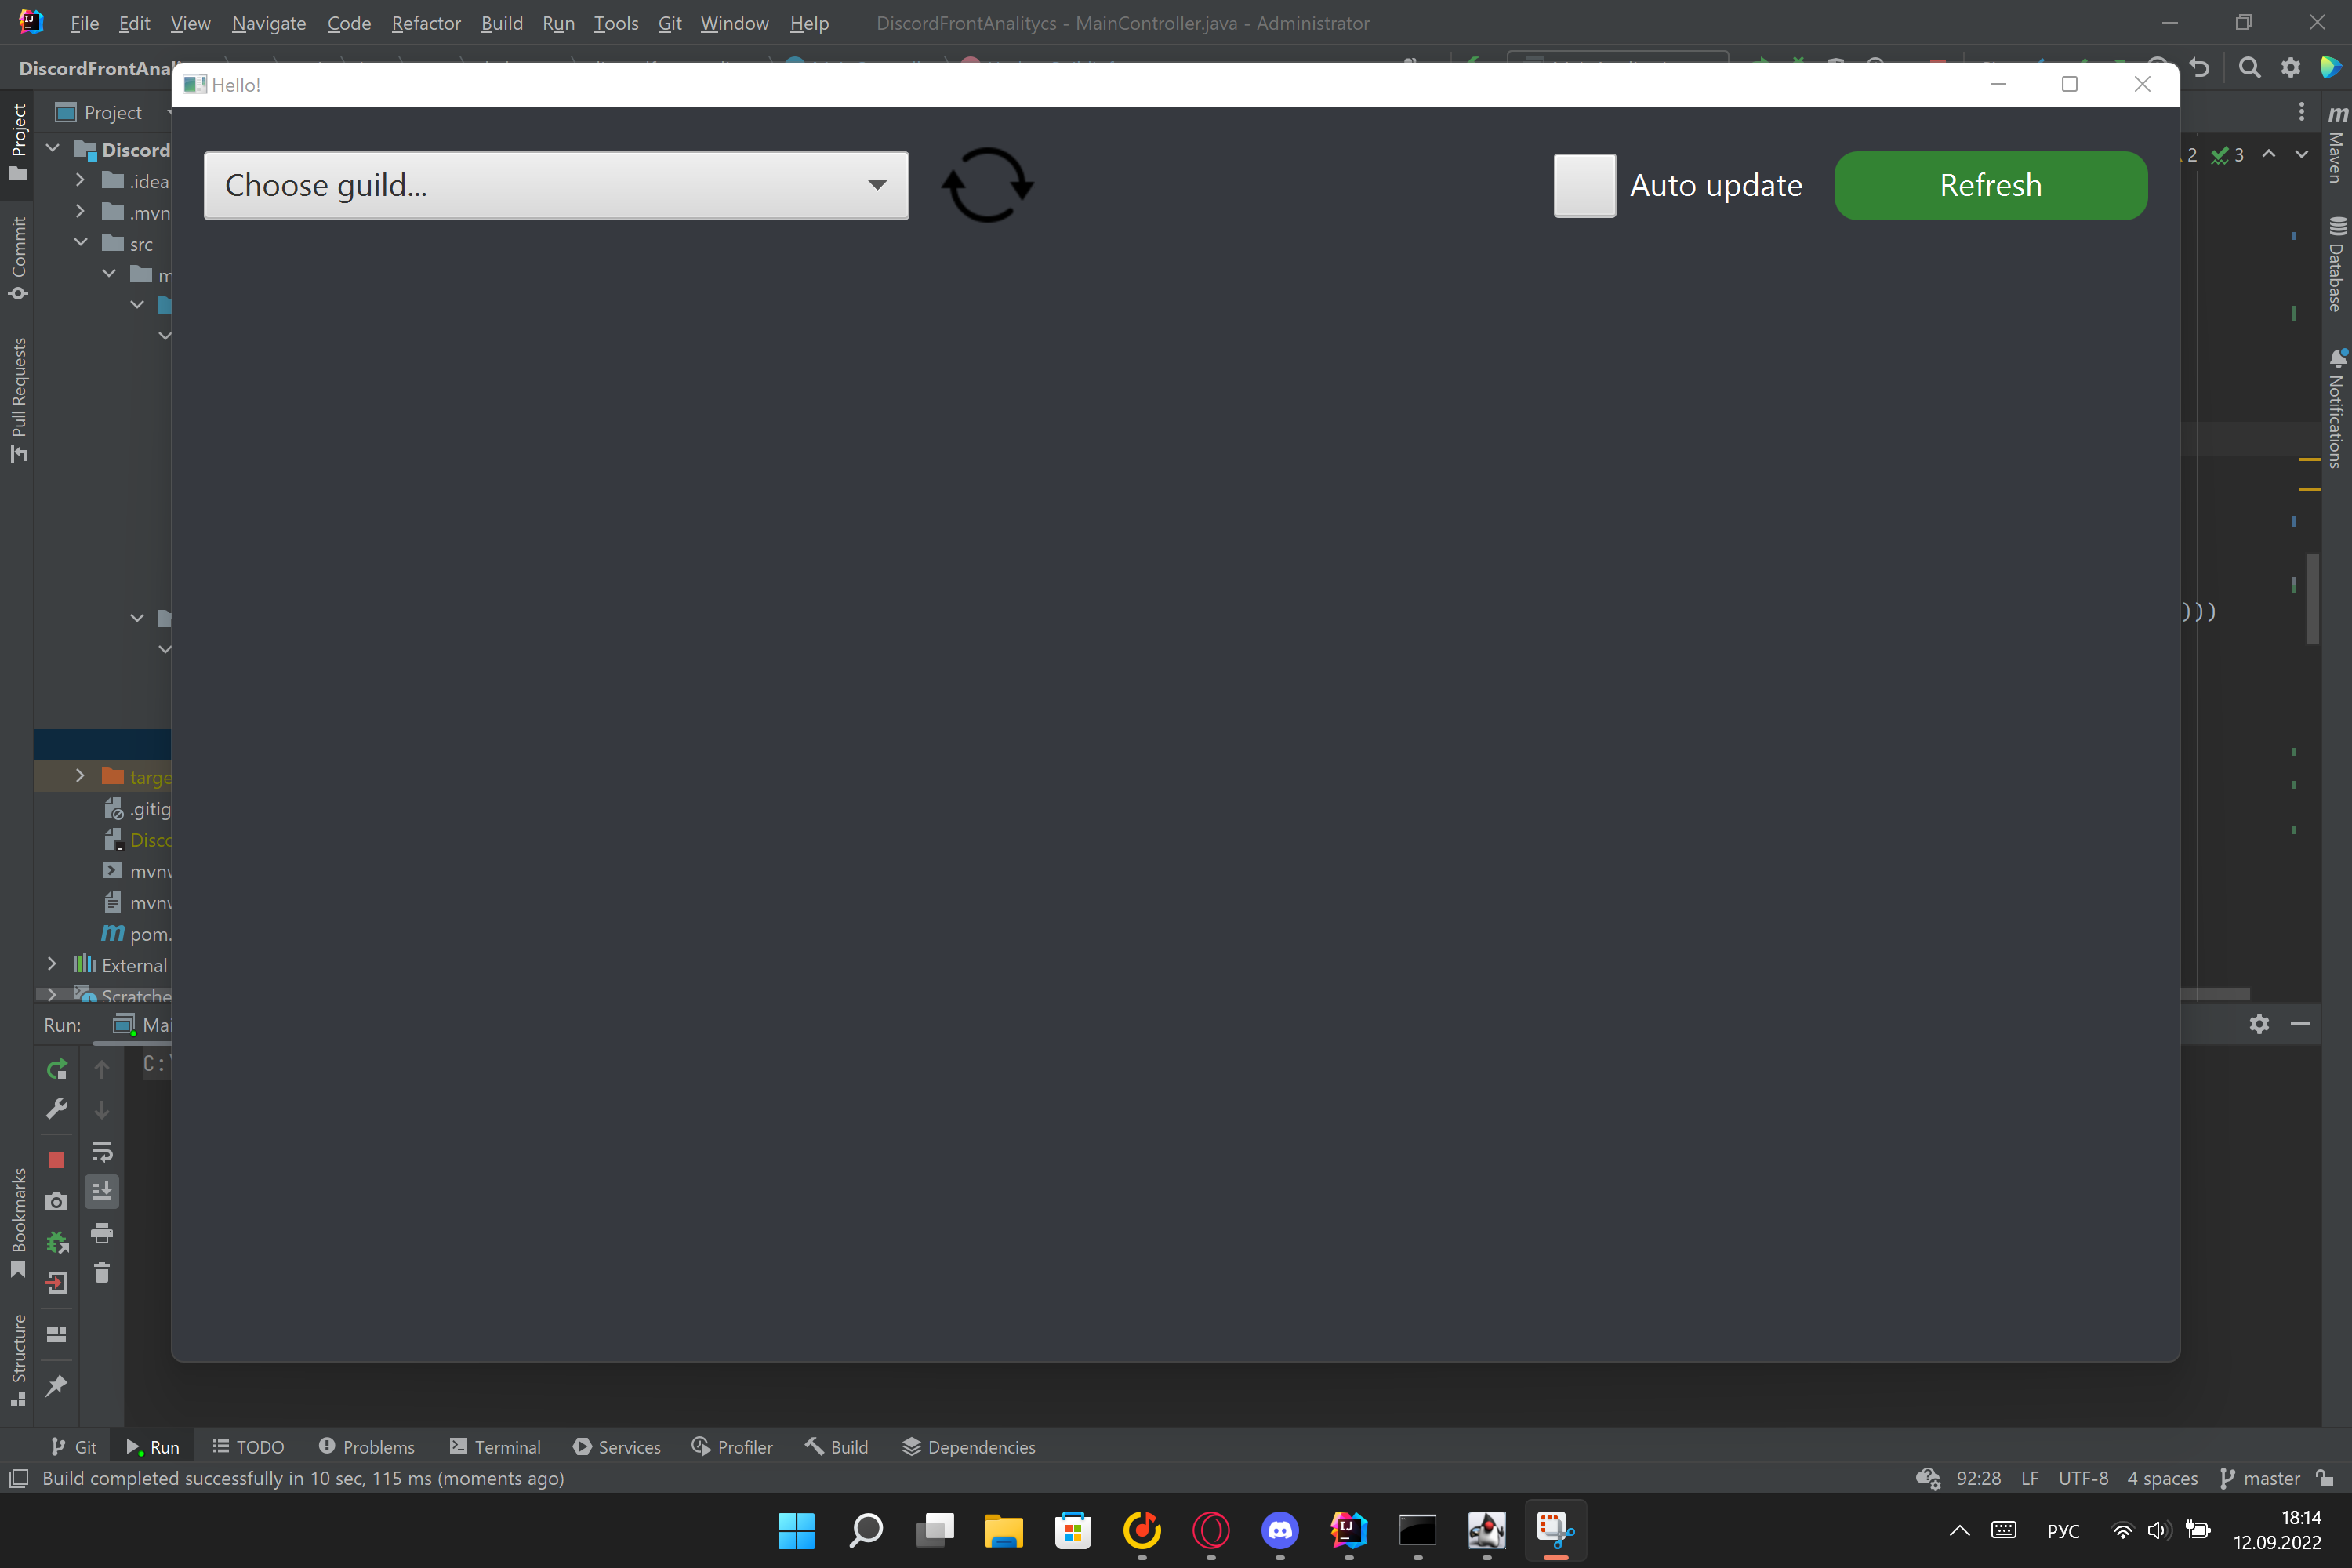 File Edit View Navigate Code Refactor Build Run Tools Git Window Help DiscordFrontAnalitycs - MainController.java - Administrator
DiscordFrontAnal
Hello!
Project
Choose guild...
Auto update
Refresh
2 3
Discord
.idea
.mvn
src
m
)))
targe
.gitig
Disco
mvnw
mvnw
pom.
External
Scratche
Project
Commit
Pull Requests
Bookmarks
Structure
Maven
Database
Notifications
Run: Mai
C:\
Git Run TODO Problems Terminal Services Profiler Build Dependencies
Build completed successfully in 10 sec, 115 ms (moments ago) 92:28 LF UTF-8 4 spaces master
РУС
18:14
12.09.2022